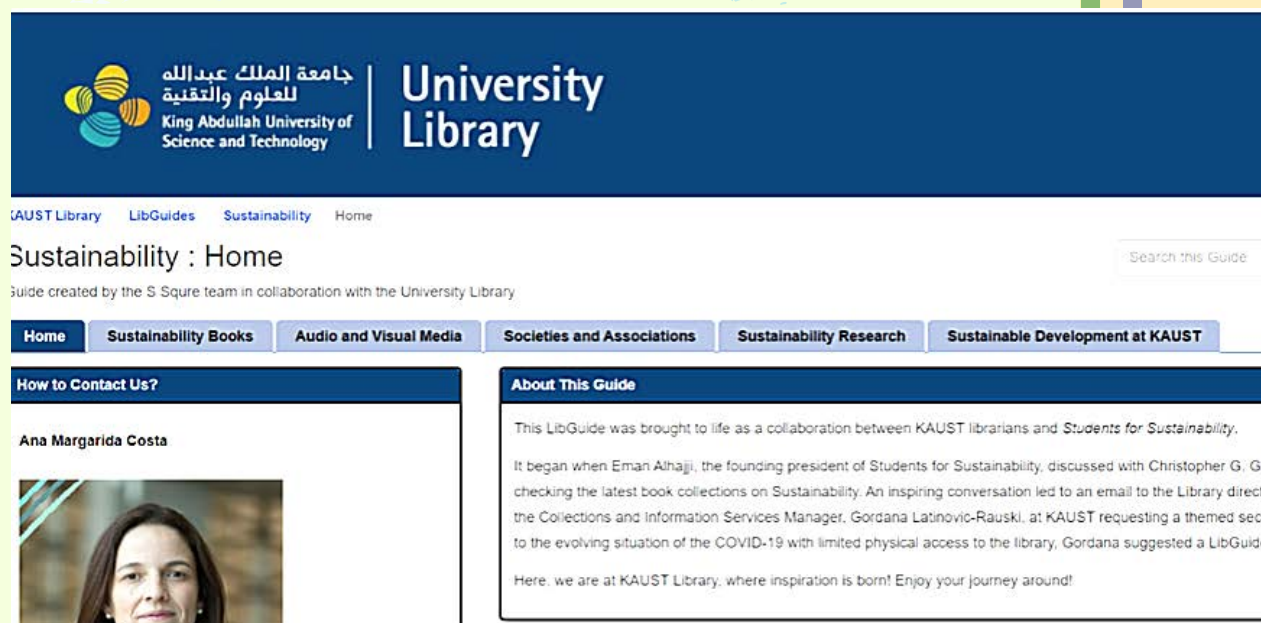 جامعة الملك عبدالله
للعلوم والتقنية
King Abdullah University of
Science and Technology
University
Library
KAUST Library LibGuides Sustainability Home
Sustainability : Home
Search this Guide
Guide created by the S Squre team in collaboration with the University Library
Home Sustainability Books Audio and Visual Media Societies and Associations Sustainability Research Sustainable Development at KAUST
How to Contact Us?
Ana Margarida Costa
About This Guide
This LibGuide was brought to life as a collaboration between KAUST librarians and Students for Sustainability.
It began when Eman Alhajji, the founding president of Students for Sustainability, discussed with Christopher G. G
checking the latest book collections on Sustainability. An inspiring conversation led to an email to the Library direc
the Collections and Information Services Manager, Gordana Latinovic-Rauski, at KAUST requesting a themed sec
to the evolving situation of the COVID-19 with limited physical access to the library, Gordana suggested a LibGuid
Here, we are at KAUST Library, where inspiration is born! Enjoy your journey around!